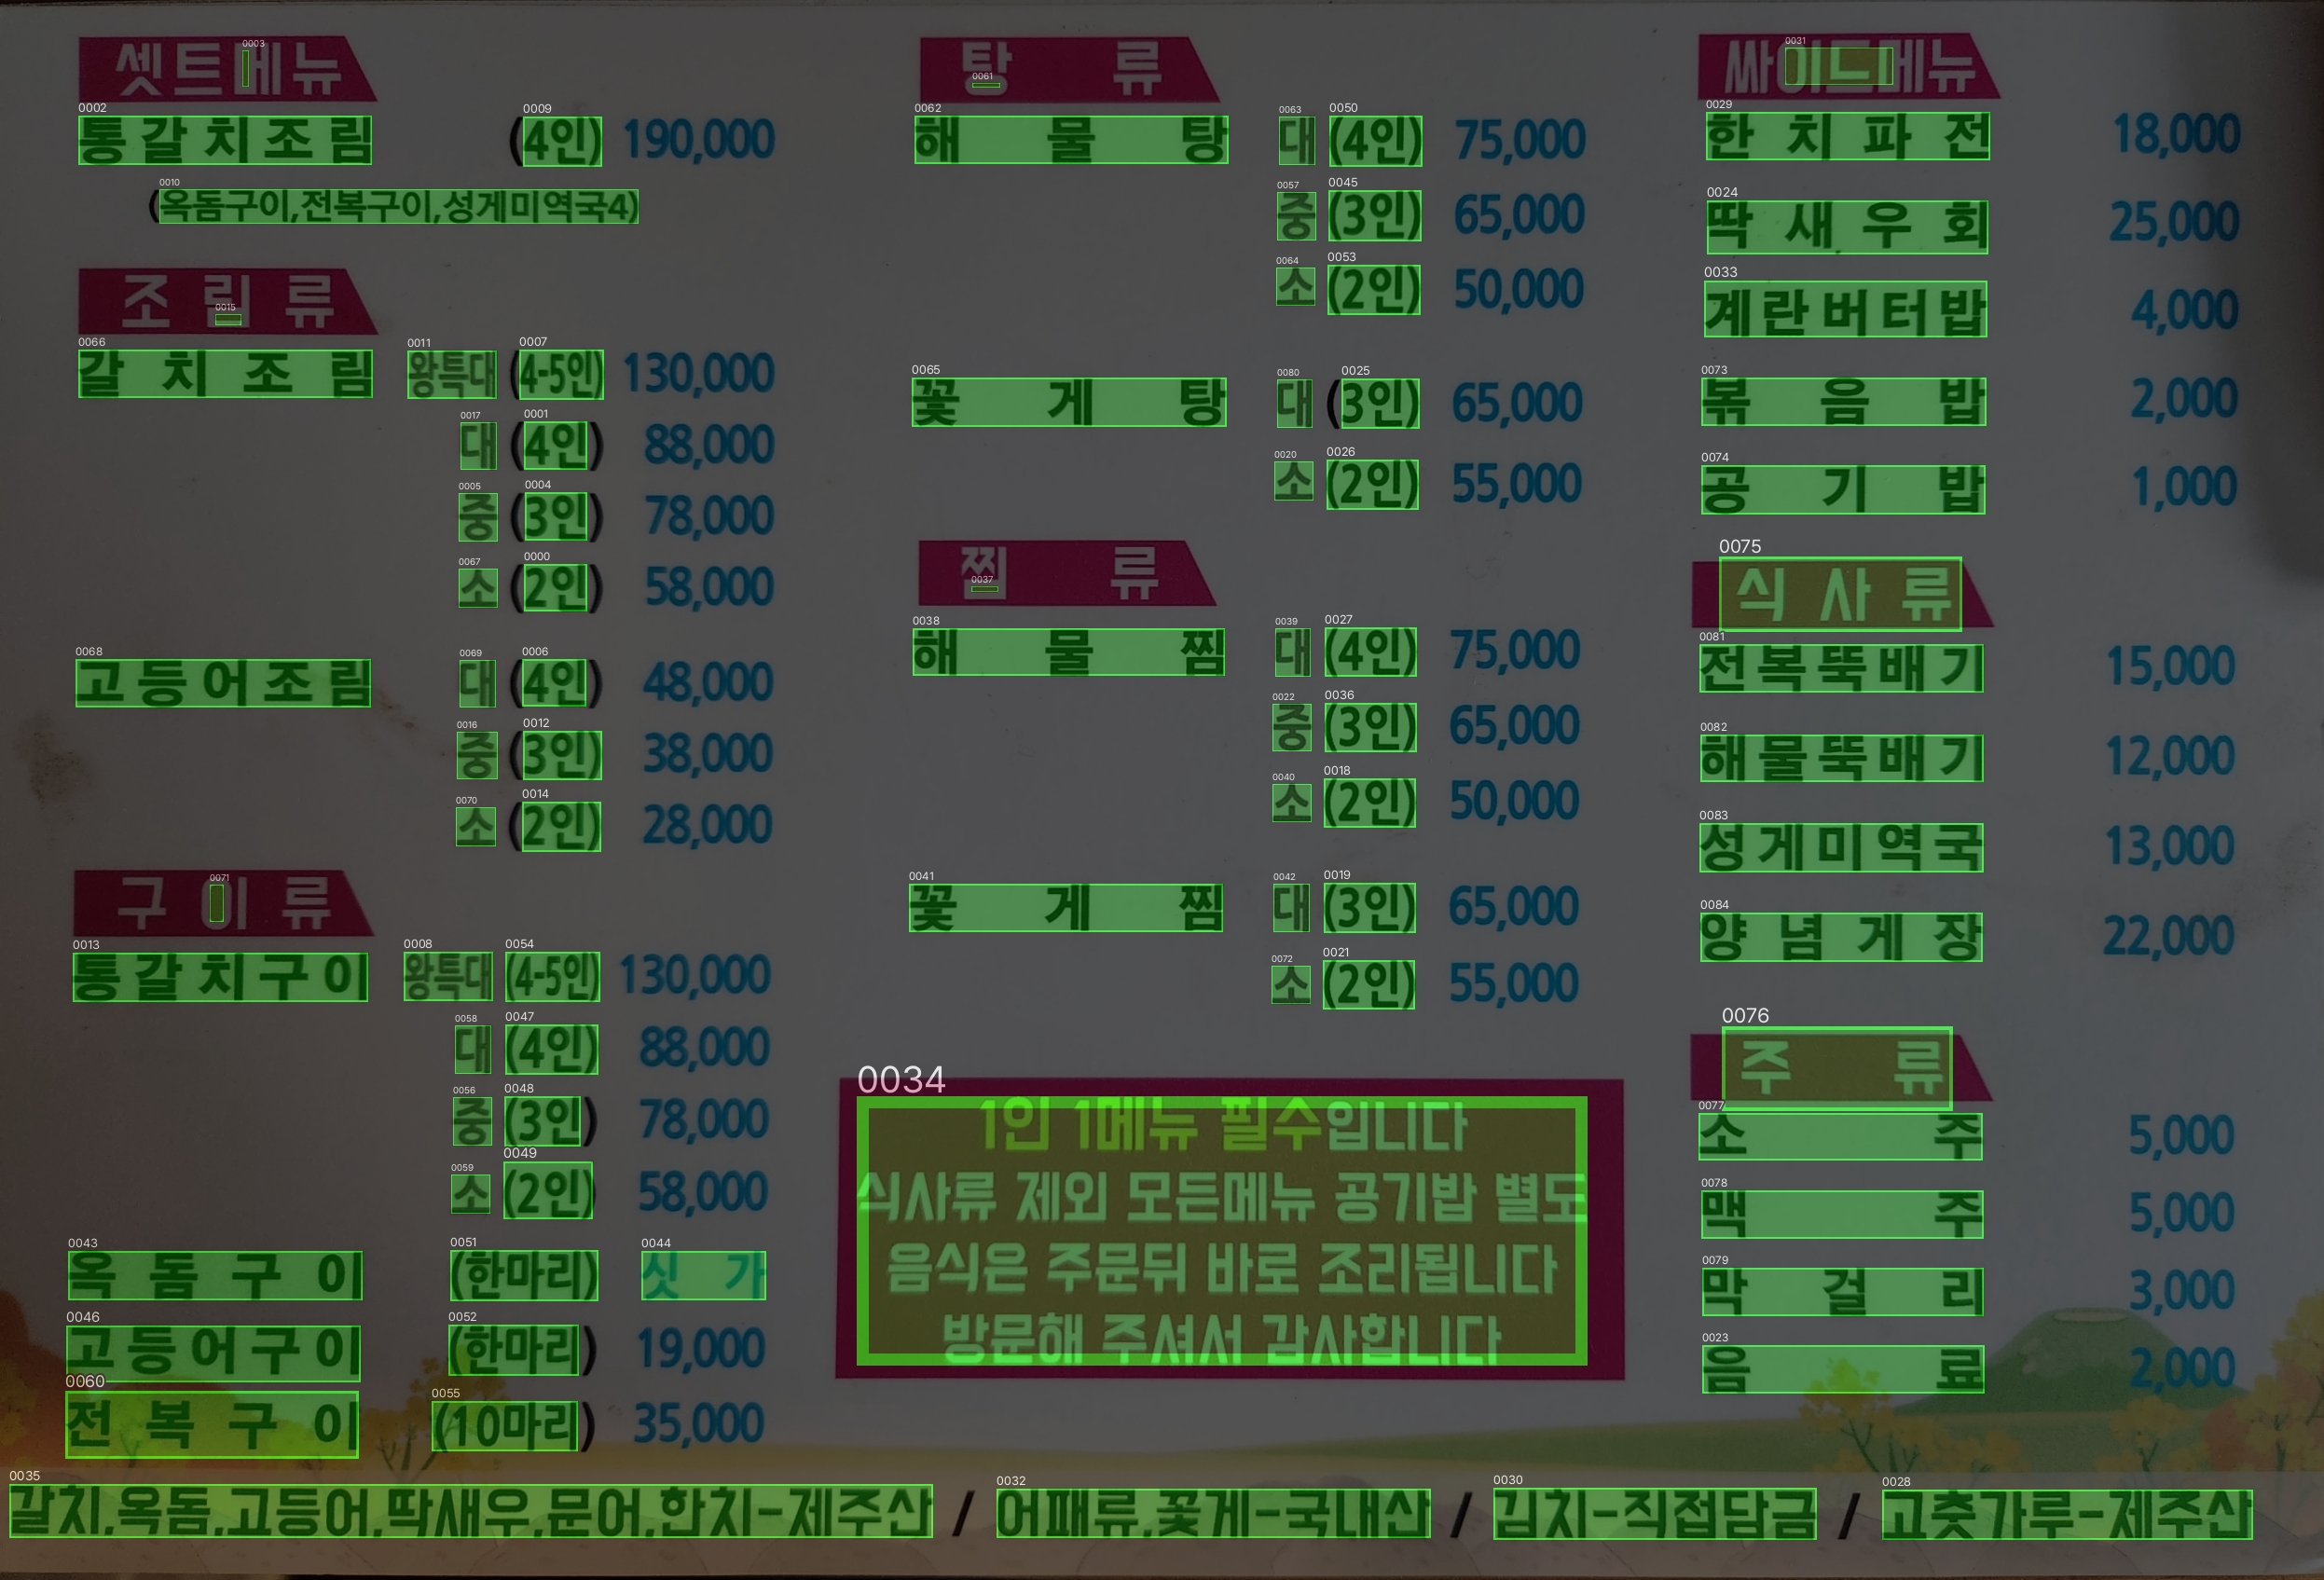 셋트메뉴
통갈치조림 (4인) 190,000
(옥돔구이,전복구이,성게미역국4)
조림류
갈치조림 왕특대 (4-5인) 130,000
대 (4인) 88,000
중 (3인) 78,000
소 (2인) 58,000
고등어조림 대 (4인) 48,000
중 (3인) 38,000
소 (2인) 28,000
구이류
통갈치구이 왕특대 (4-5인) 130,000
대 (4인) 88,000
중 (3인) 78,000
소 (2인) 58,000
옥돔구이 (한마리) 싯가
고등어구이 (한마리) 19,000
전복구이 (10마리) 35,000
탕류
해물탕 대 (4인) 75,000
중 (3인) 65,000
소 (2인) 50,000
꽃게탕 대 (3인) 65,000
소 (2인) 55,000
찜류
해물찜 대 (4인) 75,000
중 (3인) 65,000
소 (2인) 50,000
꽃게찜 대 (3인) 65,000
소 (2인) 55,000
1인 1메뉴 필수입니다
식사류 제외 모든메뉴 공기밥 별도
음식은 주문뒤 바로 조리됩니다
방문해 주셔서 감사합니다
싸이드메뉴
한치파전 18,000
딱새우회 25,000
계란버터밥 4,000
볶음밥 2,000
공기밥 1,000
식사류
전복뚝배기 15,000
해물뚝배기 12,000
성게미역국 13,000
양념게장 22,000
주류
소주 5,000
맥주 5,000
막걸리 3,000
음료 2,000
갈치,옥돔,고등어,딱새우,문어,한치-제주산 / 어패류,꽃게-국내산 / 김치-직접담금 / 고춧가루-제주산